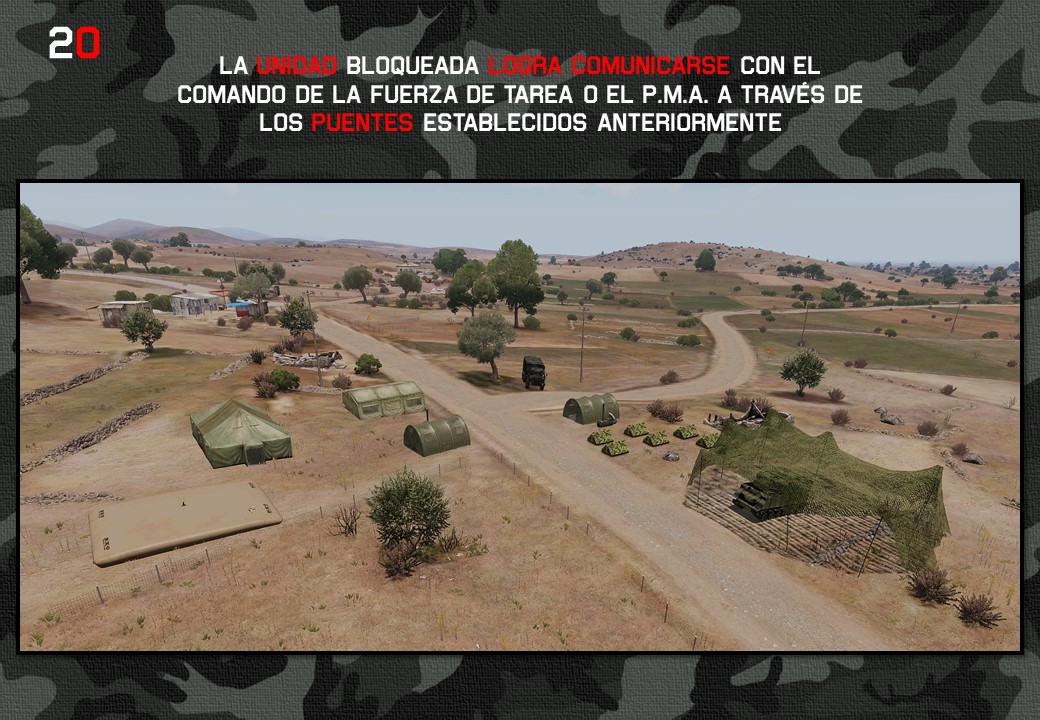 20
LA UNIDAD BLOQUEADA LOGRA COMUNICARSE CON EL
COMANDO DE LA FUERZA DE TAREA O EL P.M.A. A TRAVÉS DE
LOS PUENTES ESTABLECIDOS ANTERIORMENTE